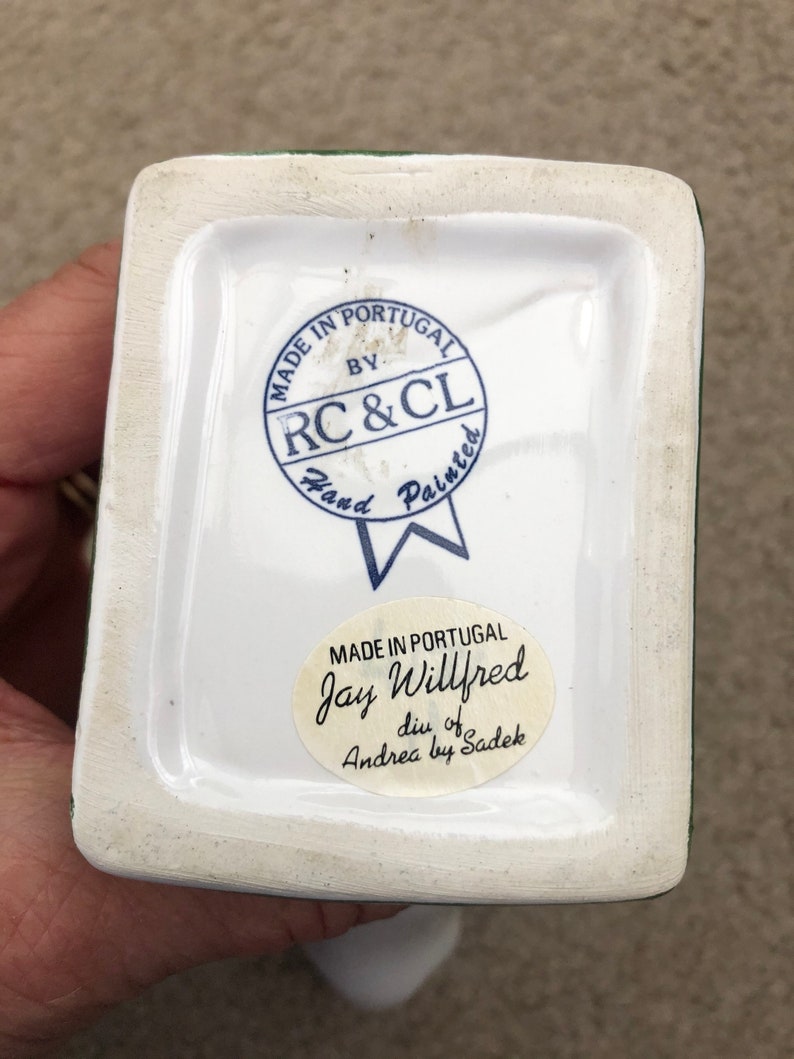 MADE IN PORTUGAL
BY
RC & CL
Hand Painted
MADE IN PORTUGAL
Jay Willfred
div of
Andrea by Sadek